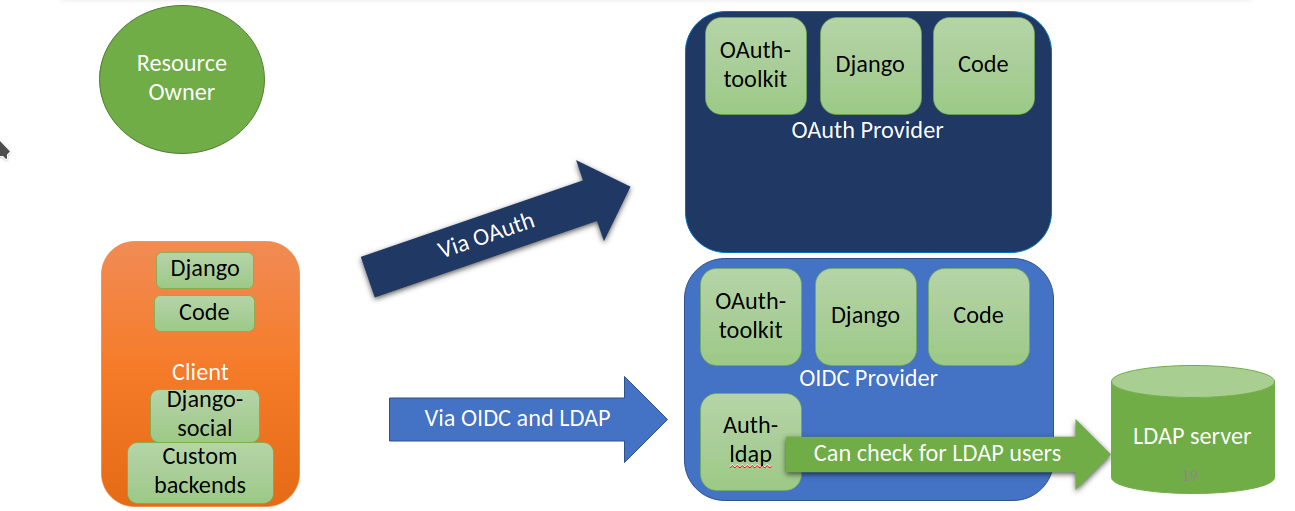 Resource
Owner
OAuth-
toolkit
Django
Code
OAuth Provider
Via OAuth
Django
Code
Client
Django-
social
Custom
backends
Via OIDC and LDAP
OAuth-
toolkit
Django
Code
OIDC Provider
Auth-
ldap
Can check for LDAP users
LDAP server
19